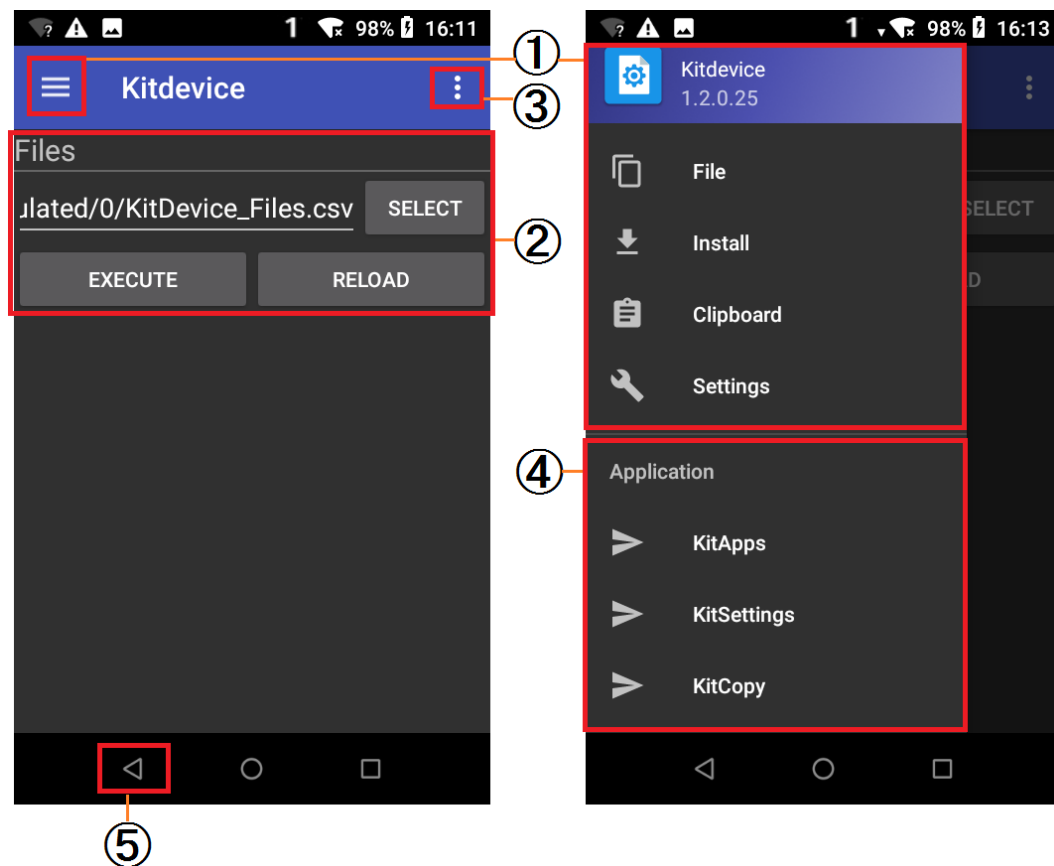 1 98% 16:11
Kitdevice
Files
ulated/0/KitDevice_Files.csv SELECT
EXECUTE RELOAD
①
③
②
④
⑤
1 98% 16:13
Kitdevice
1.2.0.25
File
Install
Clipboard
Settings
SELECT
D
Application
KitApps
KitSettings
KitCopy